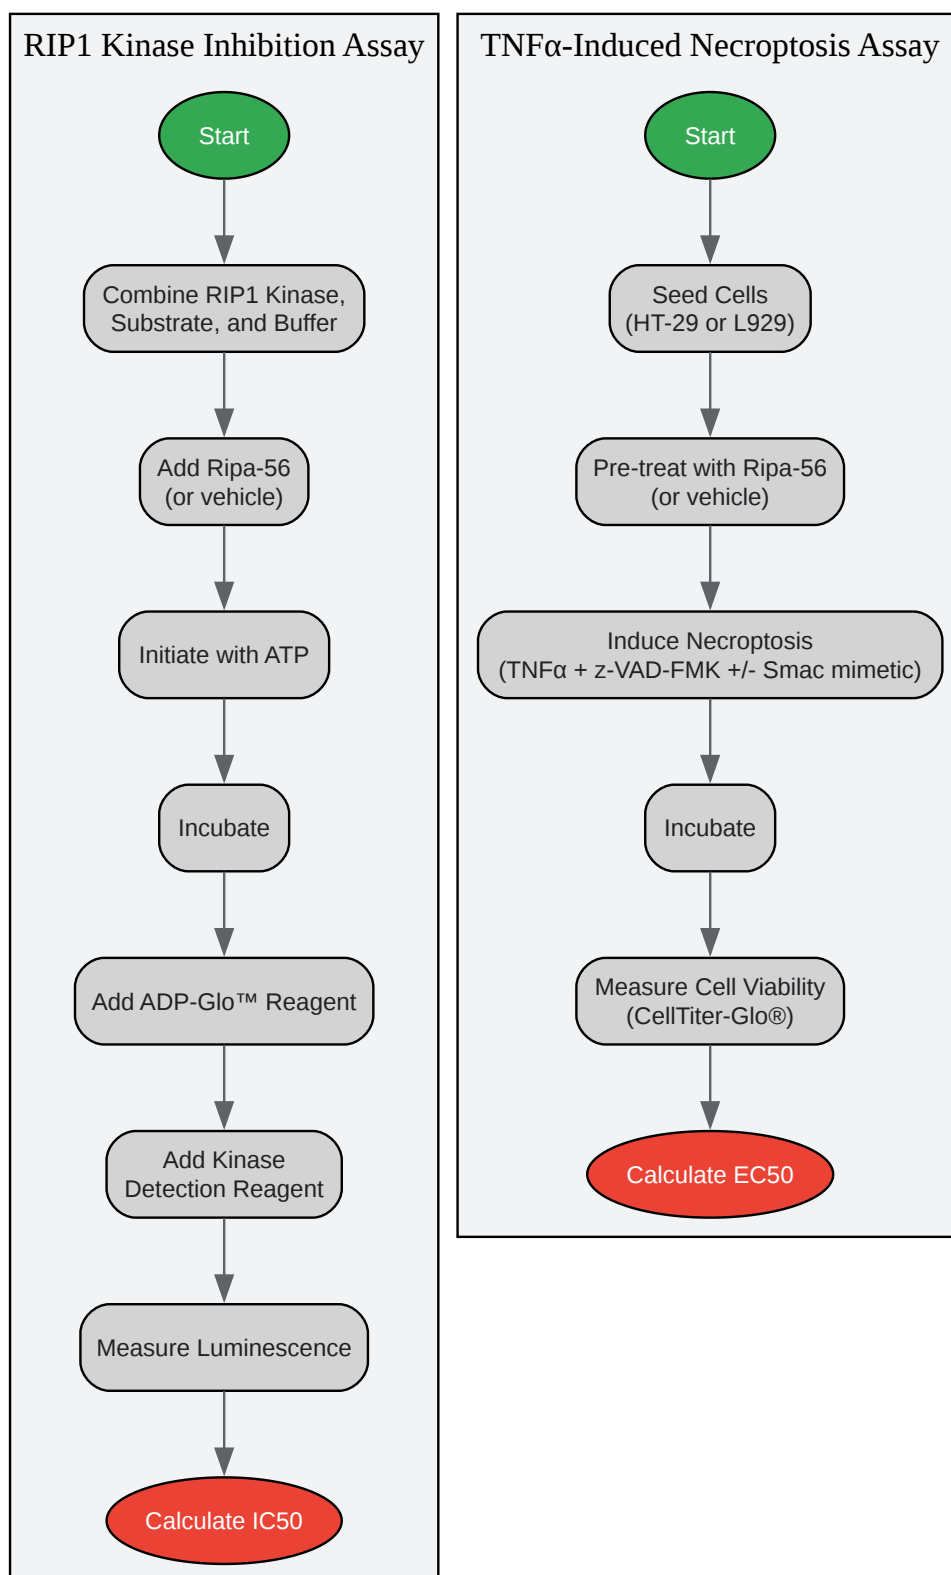 RIP1 Kinase Inhibition Assay
Start
Combine RIP1 Kinase,
Substrate, and Buffer
Add Ripa-56
(or vehicle)
Initiate with ATP
Incubate
Add ADP-Glo™ Reagent
Add Kinase
Detection Reagent
Measure Luminescence
Calculate IC50
TNFα-Induced Necroptosis Assay
Start
Seed Cells
(HT-29 or L929)
Pre-treat with Ripa-56
(or vehicle)
Induce Necroptosis
(TNFα + z-VAD-FMK +/- Smac mimetic)
Incubate
Measure Cell Viability
(CellTiter-Glo®)
Calculate EC50